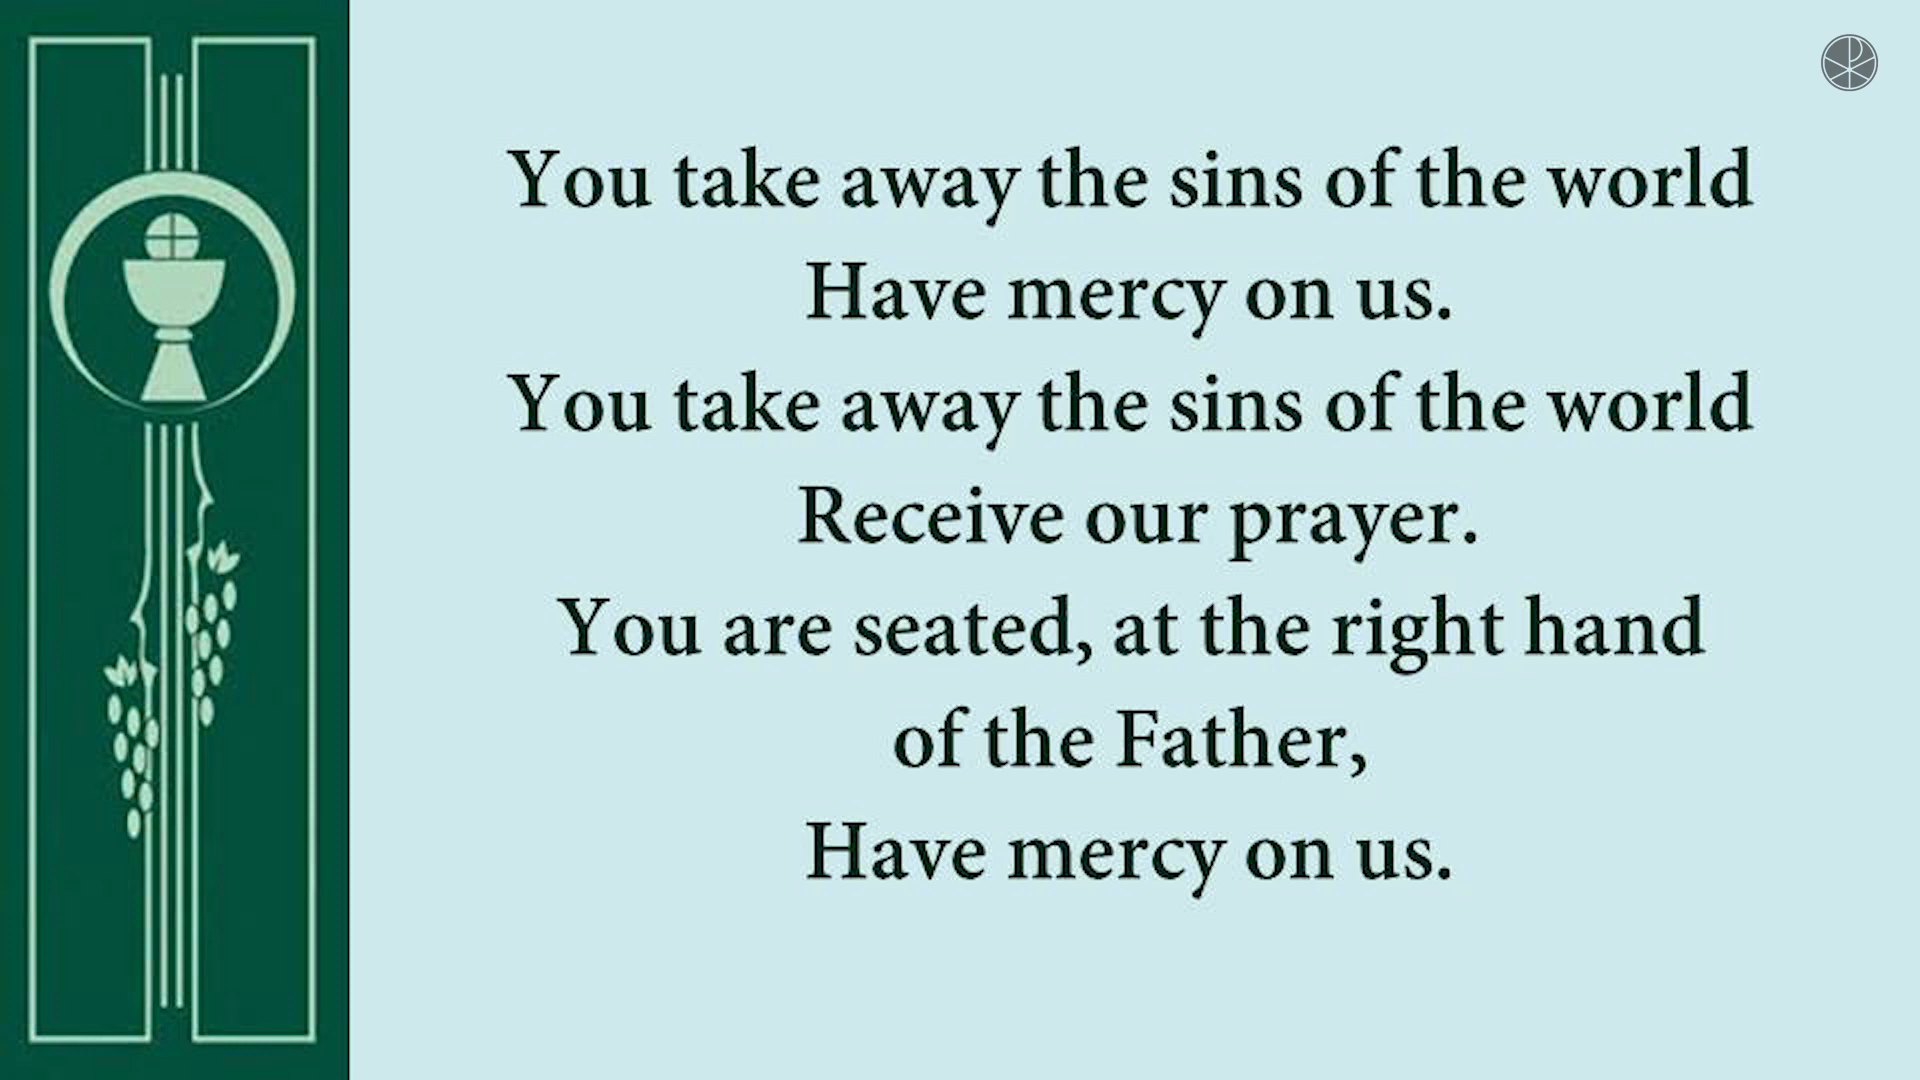 You take away the sins of the world
Have mercy on us.
You take away the sins of the world
Receive our prayer.
You are seated, at the right hand
of the Father,
Have mercy on us.